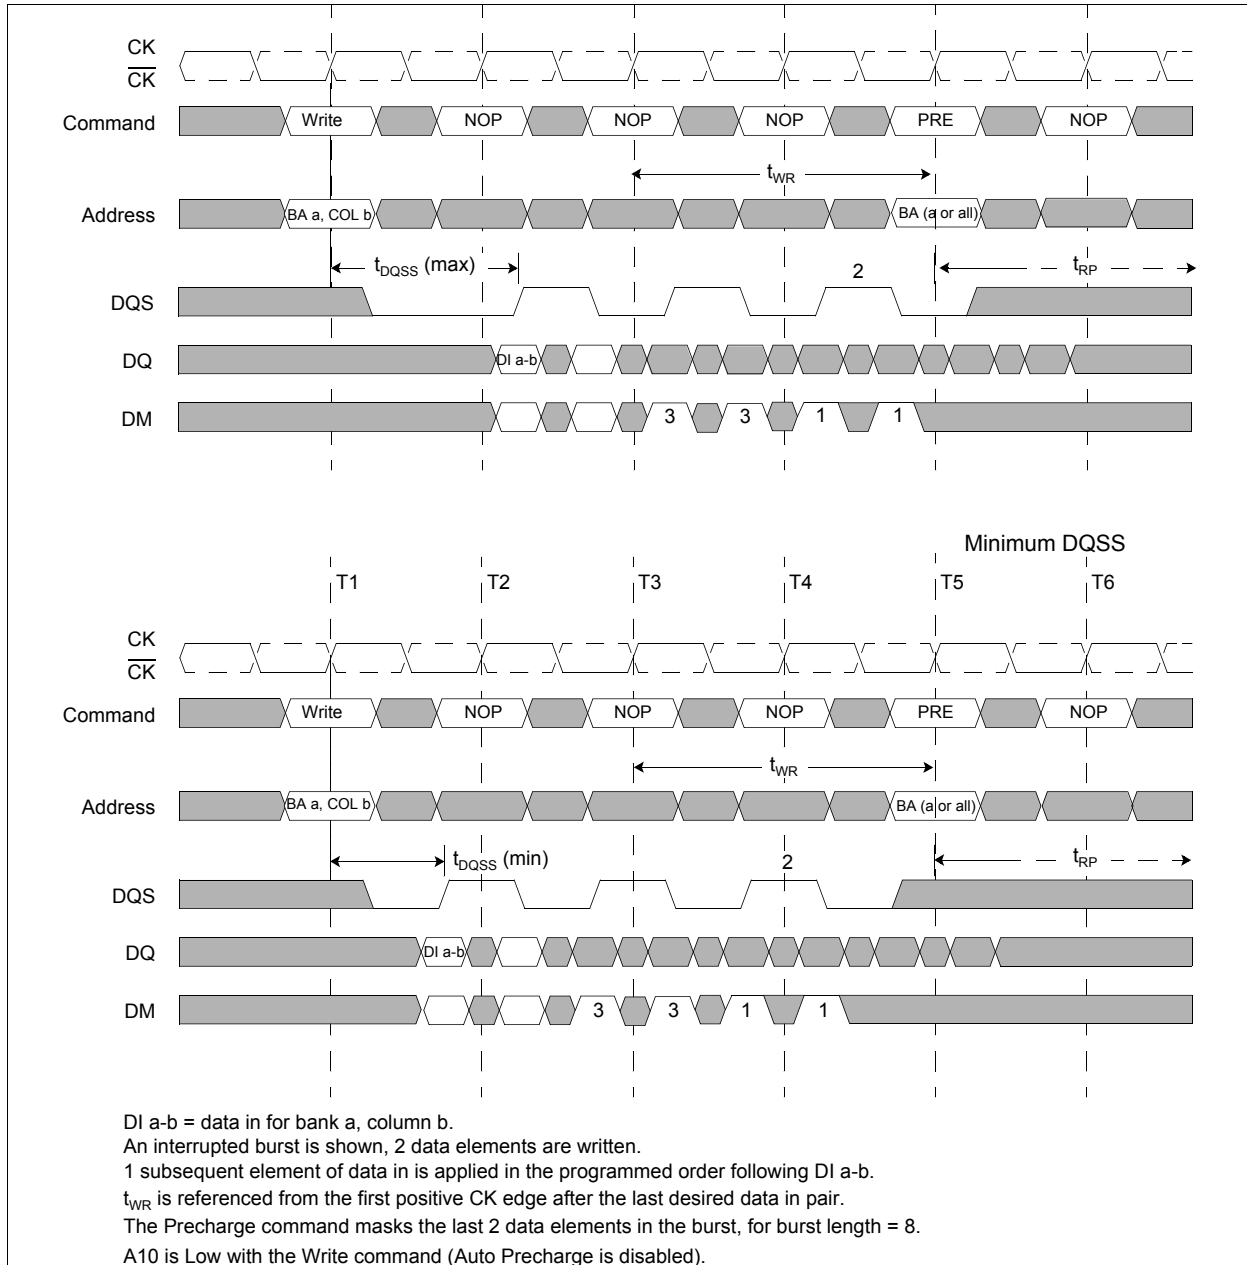 CK
CK
Command Write NOP NOP NOP PRE NOP
tWR
Address BA a, COL b BA (a or all)
tDQSS (max) 2 tRP
DQS
DQ DI a-b
DM 3 3 1 1
Minimum DQSS
T1 T2 T3 T4 T5 T6
CK
CK
Command Write NOP NOP NOP PRE NOP
tWR
Address BA a, COL b BA (a or all)
tDQSS (min) 2 tRP
DQS
DQ DI a-b
DM 3 3 1 1
DI a-b = data in for bank a, column b.
An interrupted burst is shown, 2 data elements are written.
1 subsequent element of data in is applied in the programmed order following DI a-b.
tWR is referenced from the first positive CK edge after the last desired data in pair.
The Precharge command masks the last 2 data elements in the burst, for burst length = 8.
A10 is Low with the Write command (Auto Precharge is disabled).